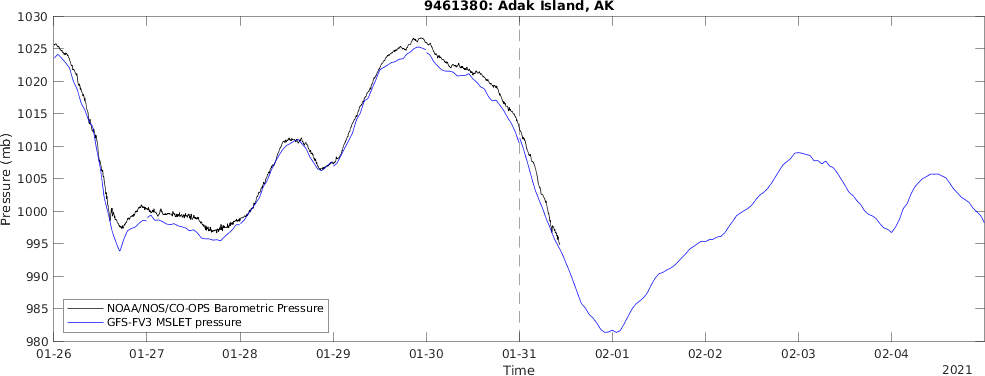 9461380: Adak Island, AK
1030
1025
1020
1015
1010
1005
1000
995
990
985
980
Pressure (mb)
NOAA/NOS/CO-OPS Barometric Pressure
GFS-FV3 MSLET pressure
01-26 01-27 01-28 01-29 01-30 01-31 02-01 02-02 02-03 02-04
Time
2021